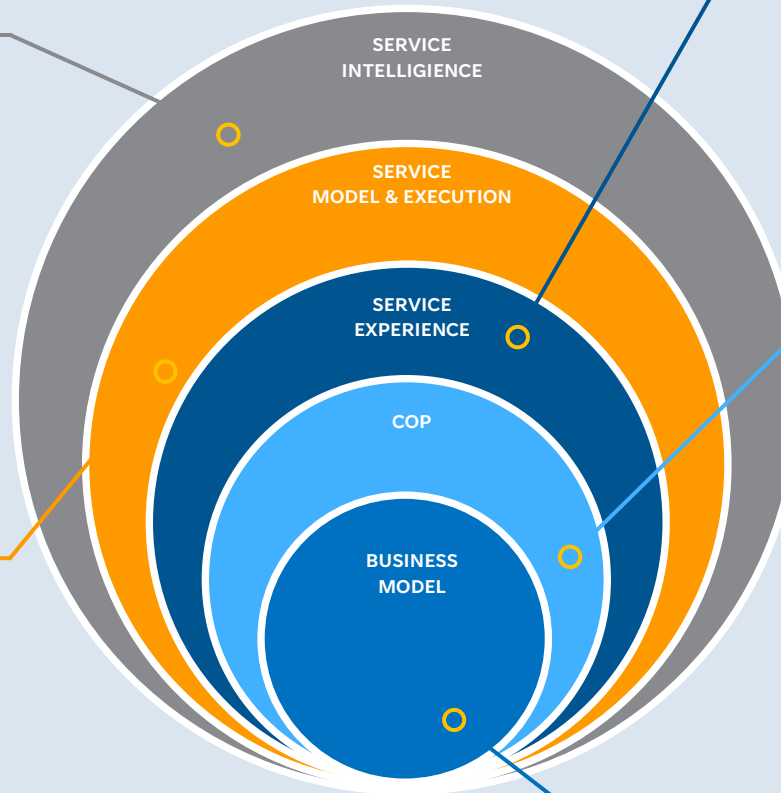 SERVICE
INTELLIGIENCE
SERVICE
MODEL & EXECUTION
SERVICE
EXPERIENCE
COP
BUSINESS
MODEL